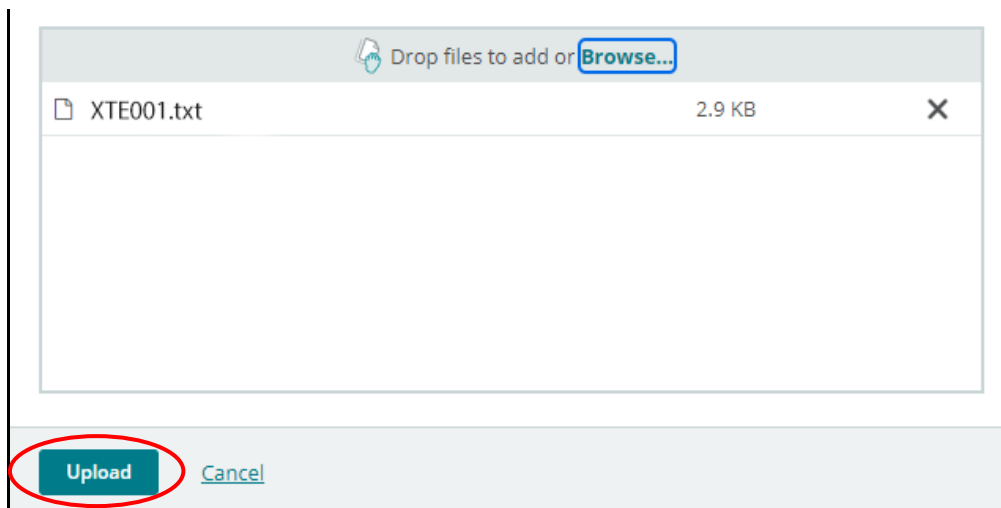 Drop files to add or Browse...
XTE001.txt 2.9 KB
Upload Cancel